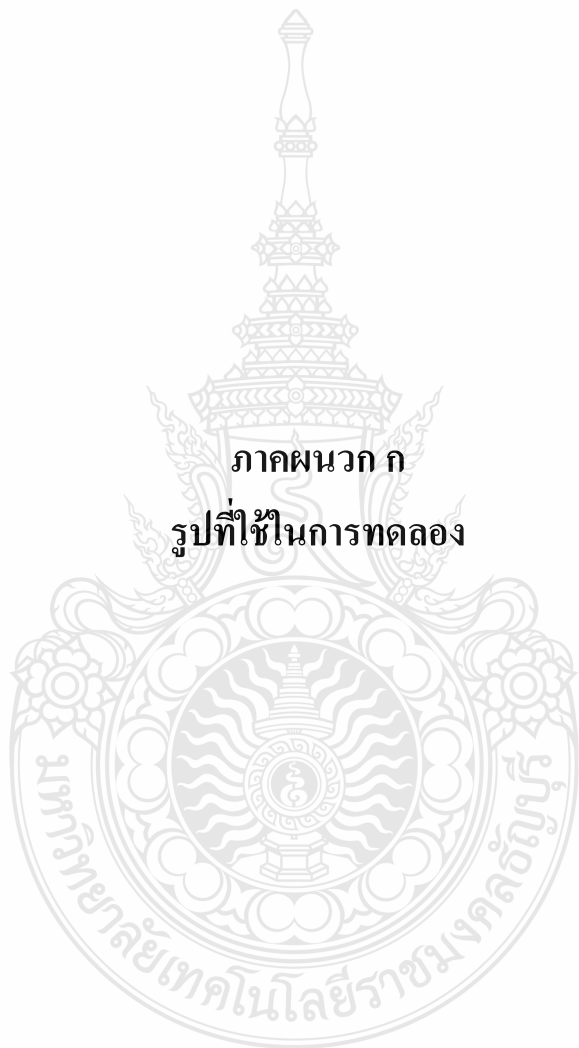 ภาคผนวก ก
รูปที่ใช้ในการทดลอง
มหาวิทยาลัยเทคโนโลยีราชมงคลธัญบุรี